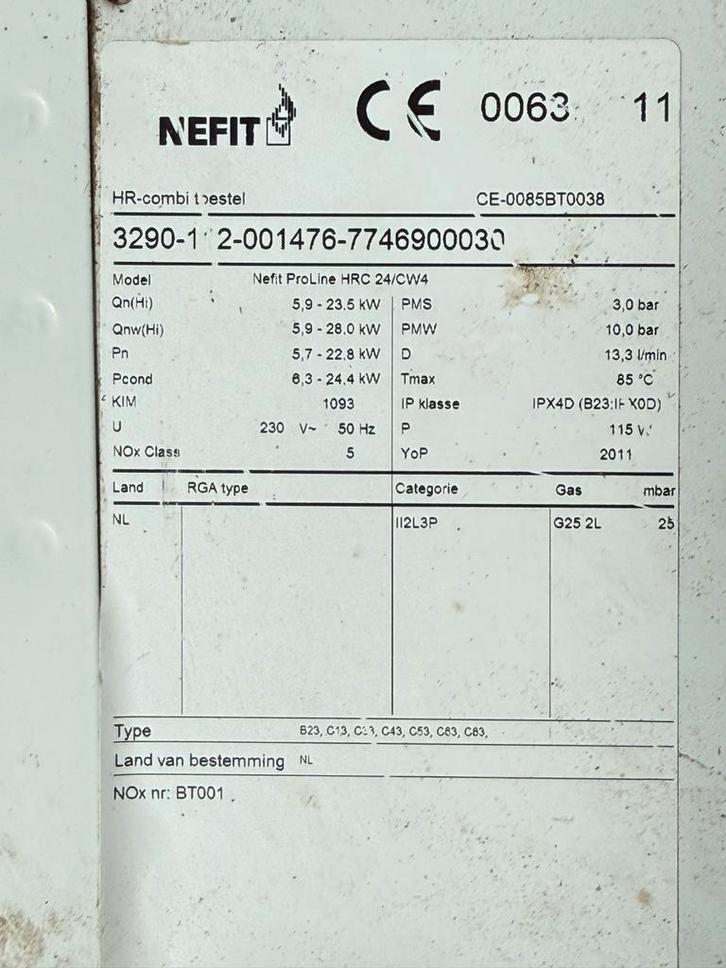 NEFIT CE 0063 11
HR-combi toestel CE-0085BT0038
3290-1 2-001476-7746900030
Model Nefit ProLine HRC 24/CW4
Qn(Hi) 5,9 - 23.5 kW PMS 3,0 bar
Qnw(Hi) 5,9 - 28.0 kW PMW 10,0 bar
Pn 5,7 - 22,8 kW D 13,3 l/min
Pcond 6,3 - 24.4 kW Tmax 85 °C
KIM 1093 IP klasse IPX4D (B23:IPX0D)
U 230 V~ 50 Hz P 115
NOx Class 5 YoP 2011
Land RGA type Categorie Gas mbar
NL II2L3P G25 2L 25
Type B23, C13, C43, C53, C63, C83,
Land van bestemming NL
NOx nr: BT001